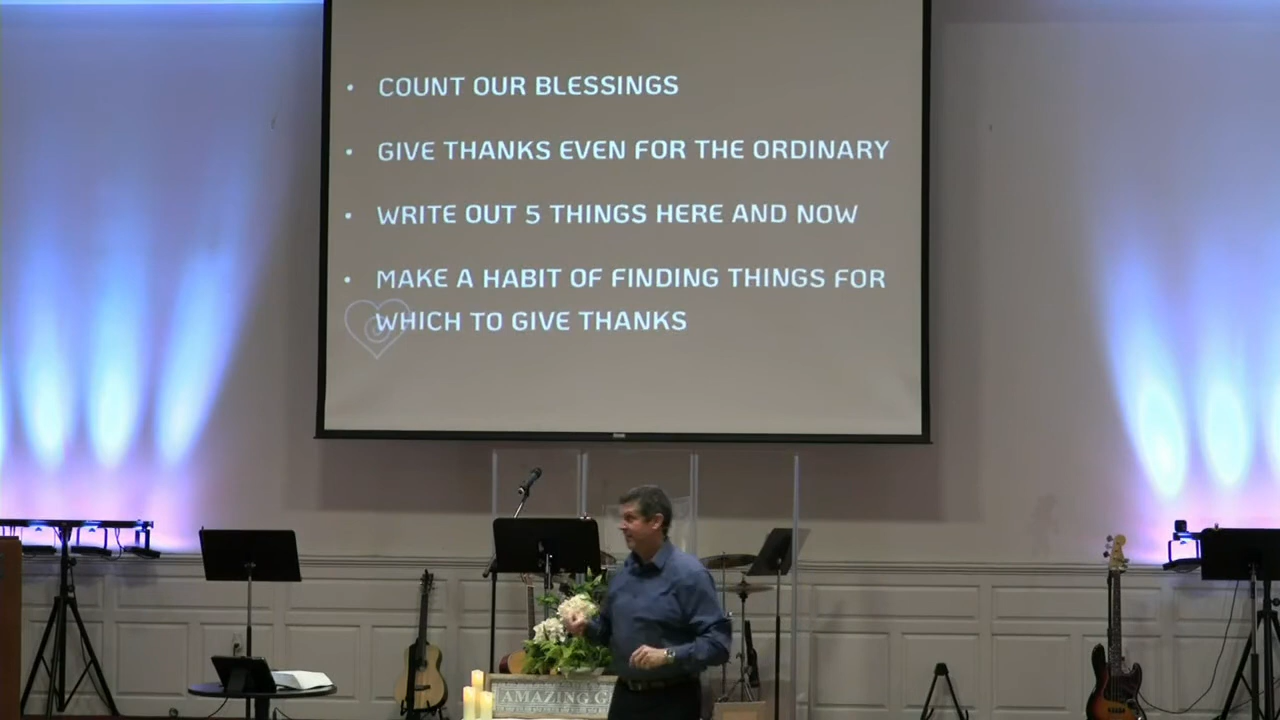 • COUNT OUR BLESSINGS
• GIVE THANKS EVEN FOR THE ORDINARY
• WRITE OUT 5 THINGS HERE AND NOW
• MAKE A HABIT OF FINDING THINGS FOR
WHICH TO GIVE THANKS
AMAZING G